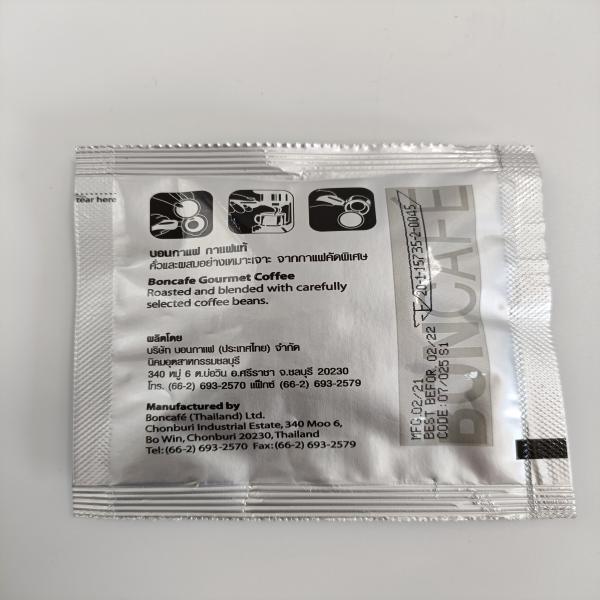 tear here
บอนกาแฟ กาแฟแท้
คั่วและผสมอย่างเหมาะเจาะ จากกาแฟคัดพิเศษ
Boncafe Gourmet Coffee
Roasted and blended with carefully
selected coffee beans.
ผลิตโดย
บริษัท บอนกาแฟ (ประเทศไทย) จำกัด
นิคมอุตสาหกรรมชลบุรี
340 หมู่ 6 ต.บ่อวิน อ.ศรีราชา จ.ชลบุรี 20230
โทร. (66-2) 693-2570 แฟ็กซ์ (66-2) 693-2579
Manufactured by
Boncafé (Thailand) Ltd.
Chonburi Industrial Estate, 340 Moo 6,
Bo Win, Chonburi 20230, Thailand
Tel: (66-2) 693-2570 Fax: (66-2) 693-2579
BONCAFÉ
20-1-15735-2-0045
MFG 02/21
BEST BEFOR 02/22
CODE: 07/025 S1